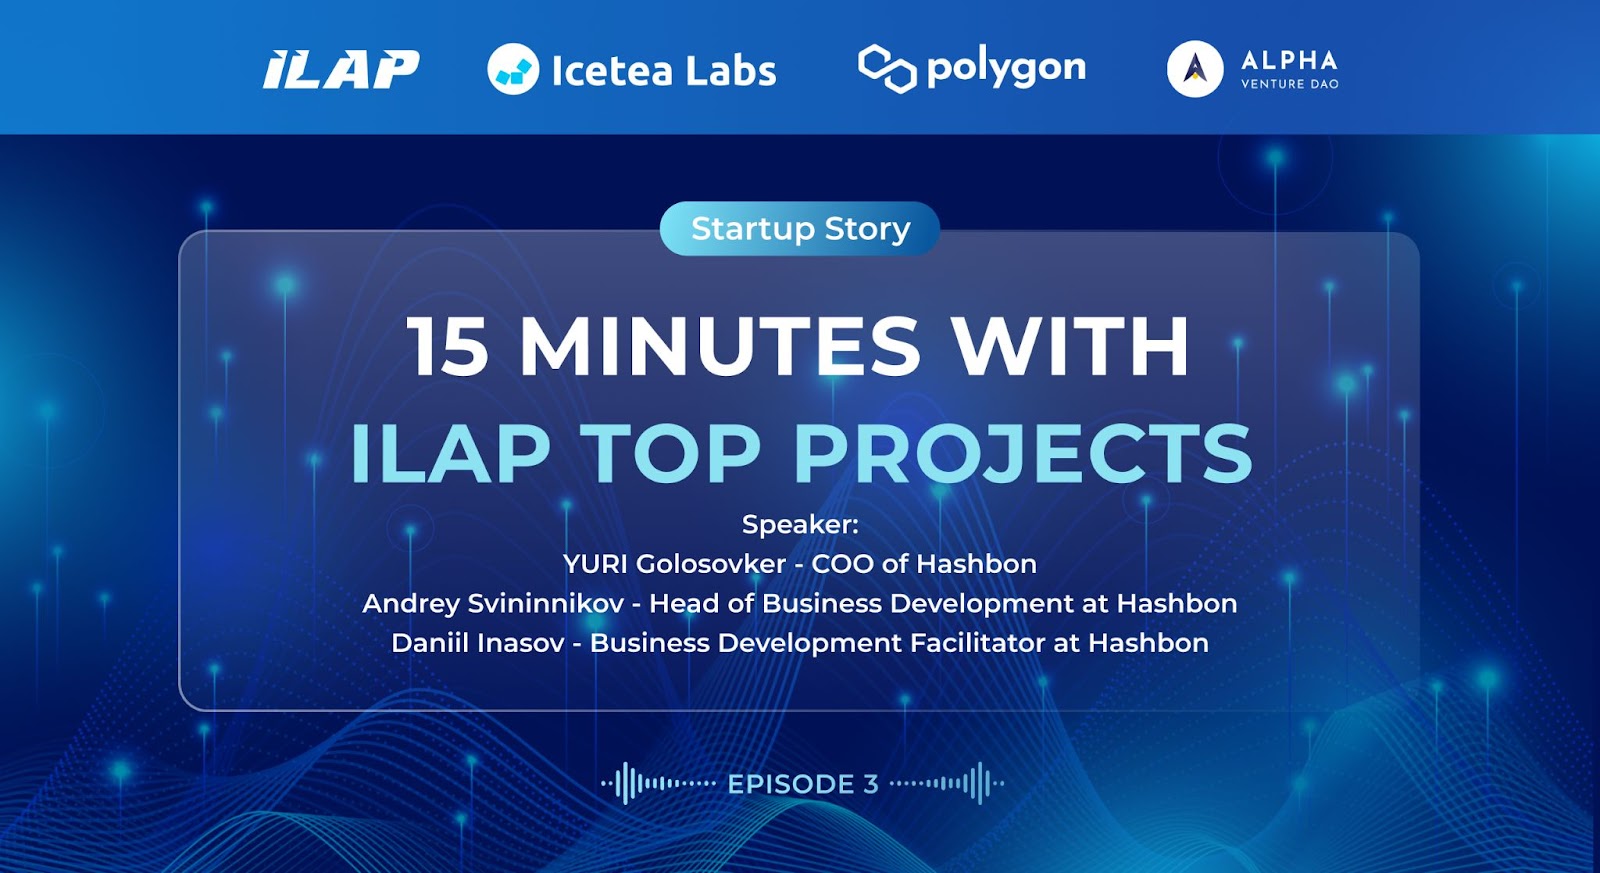 iLAP
Icetea Labs
polygon
ALPHA
VENTURE DAO
Startup Story
15 MINUTES WITH
ILAP TOP PROJECTS
Speaker:
YURI Golosovker - COO of Hashbon
Andrey Svininnikov - Head of Business Development at Hashbon
Daniil Inasov - Business Development Facilitator at Hashbon
EPISODE 3